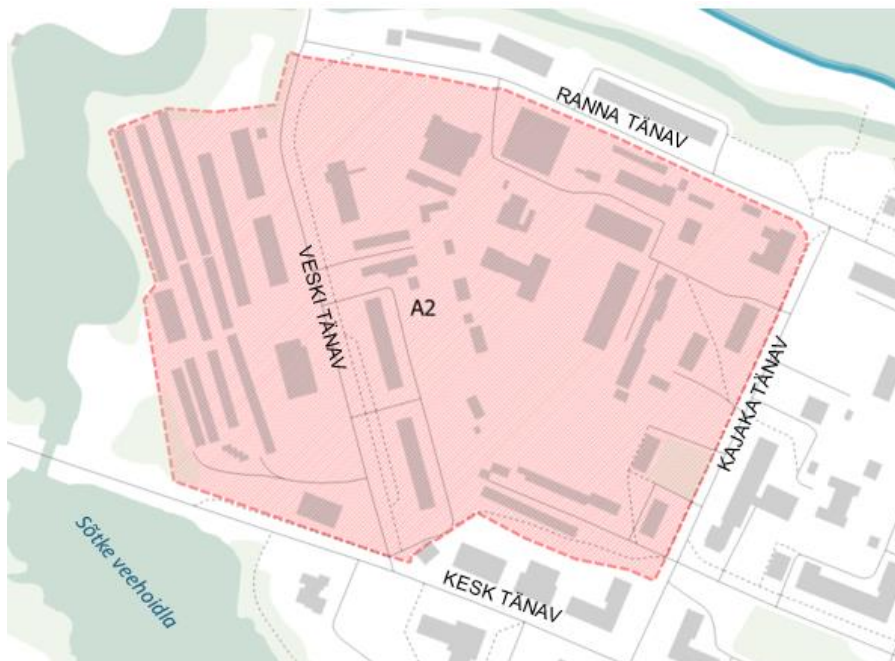 RANNA TÄNAV
VESKI TÄNAV
A2
KAJAKA TÄNAV
Sõtke veehoidla
KESK TÄNAV